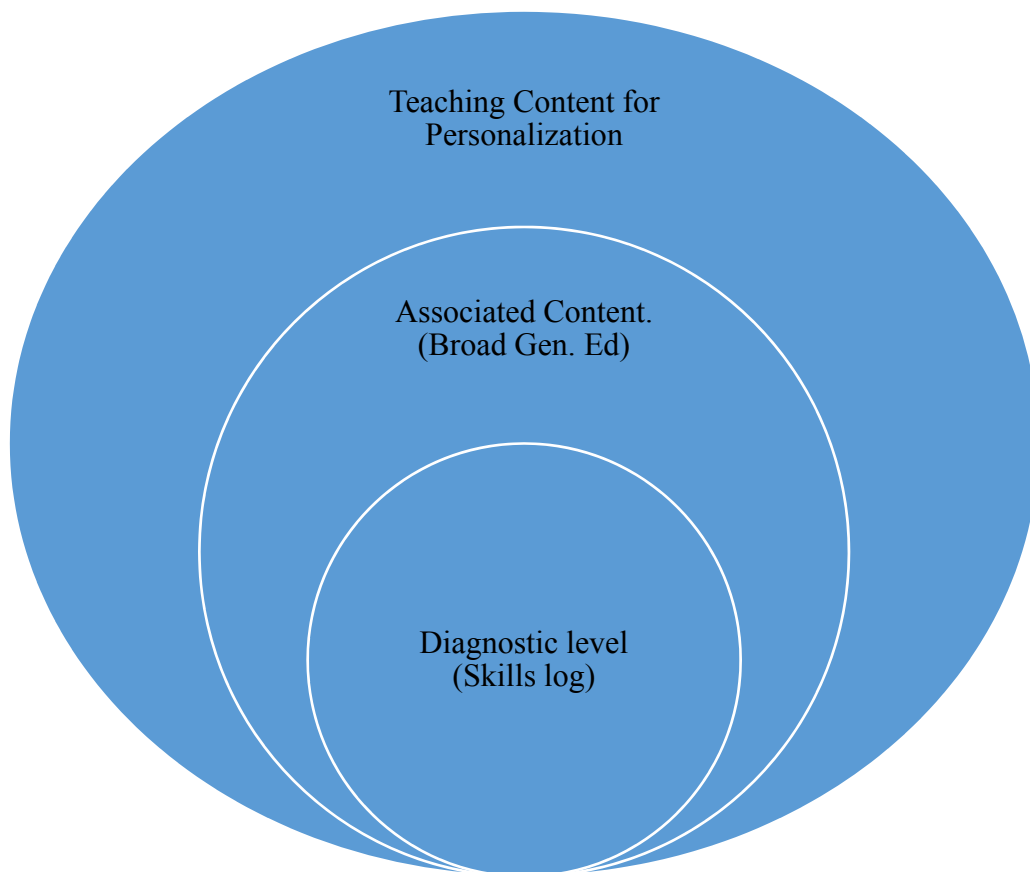 Teaching Content for
Personalization
Associated Content.
(Broad Gen. Ed)
Diagnostic level
(Skills log)